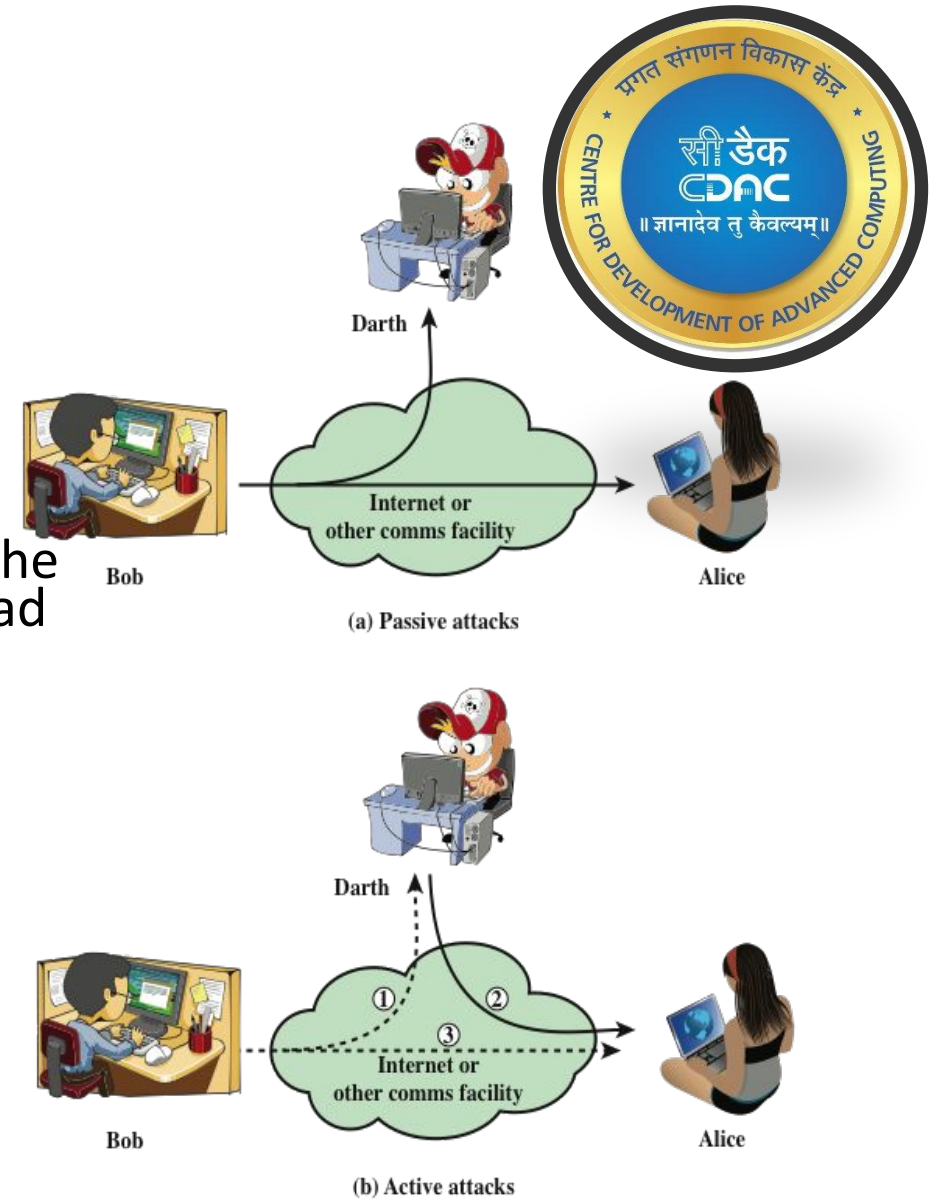 प्रगत संगणन विकास केंद्र
सी डैक
CDAC
॥ ज्ञानादेव तु कैवल्यम् ॥
CENTRE FOR DEVELOPMENT OF ADVANCED COMPUTING
Darth
Internet or
other comms facility
he
ad
Bob
Alice
(a) Passive attacks
Darth
1
2
3
Internet or
other comms facility
Bob
Alice
(b) Active attacks